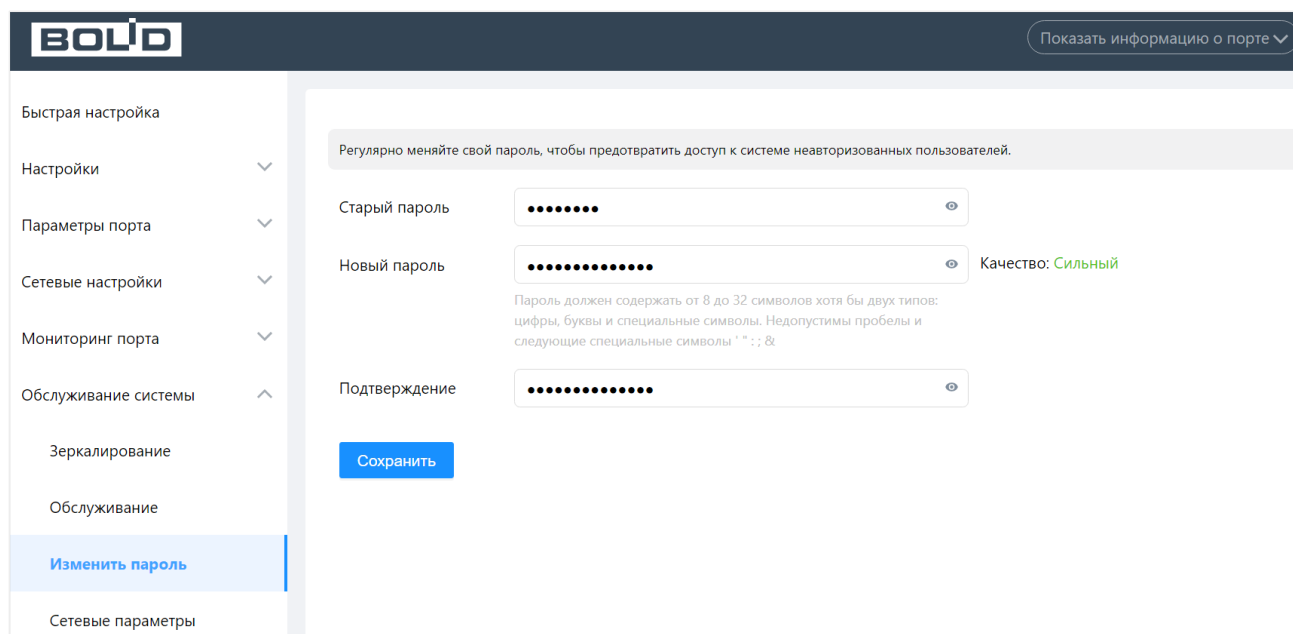 BOLID
Показать информацию о порте
Быстрая настройка
Настройки
Параметры порта
Сетевые настройки
Мониторинг порта
Обслуживание системы
Зеркалирование
Обслуживание
Изменить пароль
Сетевые параметры
Регулярно меняйте свой пароль, чтобы предотвратить доступ к системе неавторизованных пользователей.
Старый пароль ●●●●●●●●
Новый пароль ●●●●●●●●●●●●●● Качество: Сильный
Пароль должен содержать от 8 до 32 символов хотя бы двух типов:
цифры, буквы и специальные символы. Недопустимы пробелы и
следующие специальные символы ' " : ; &
Подтверждение ●●●●●●●●●●●●●●
Сохранить